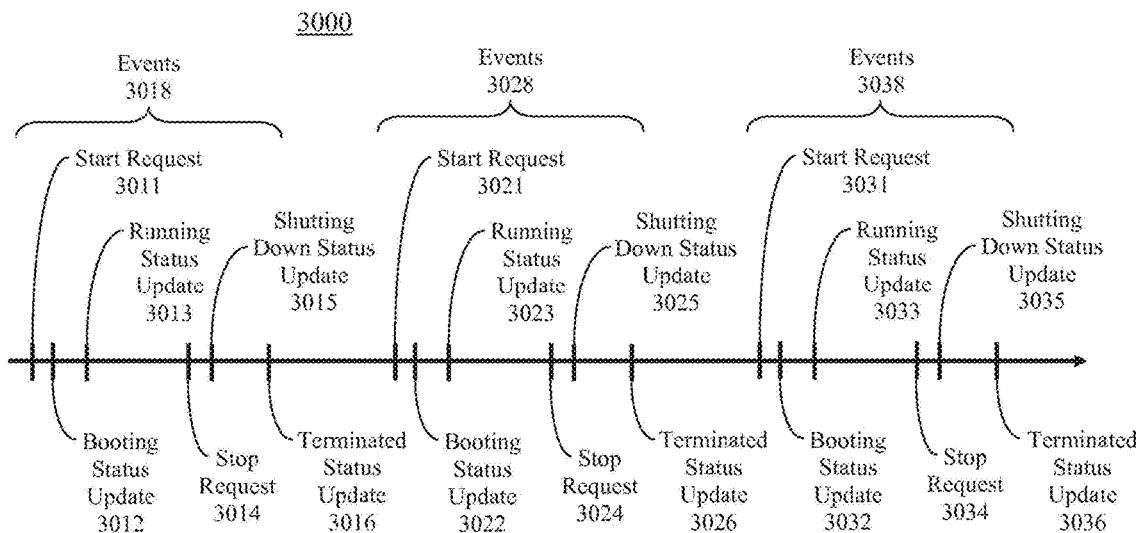 3000
Events
3018
Events
3028
Events
3038
Start Request
3011
Start Request
3021
Start Request
3031
Running
Status
Update
3013
Shutting
Down Status
Update
3015
Running
Status
Update
3023
Shutting
Down Status
Update
3025
Running
Status
Update
3033
Shutting
Down Status
Update
3035
Booting
Status
Update
3012
Stop
Request
3014
Terminated
Status
Update
3016
Booting
Status
Update
3022
Stop
Request
3024
Terminated
Status
Update
3026
Booting
Status
Update
3032
Stop
Request
3034
Terminated
Status
Update
3036